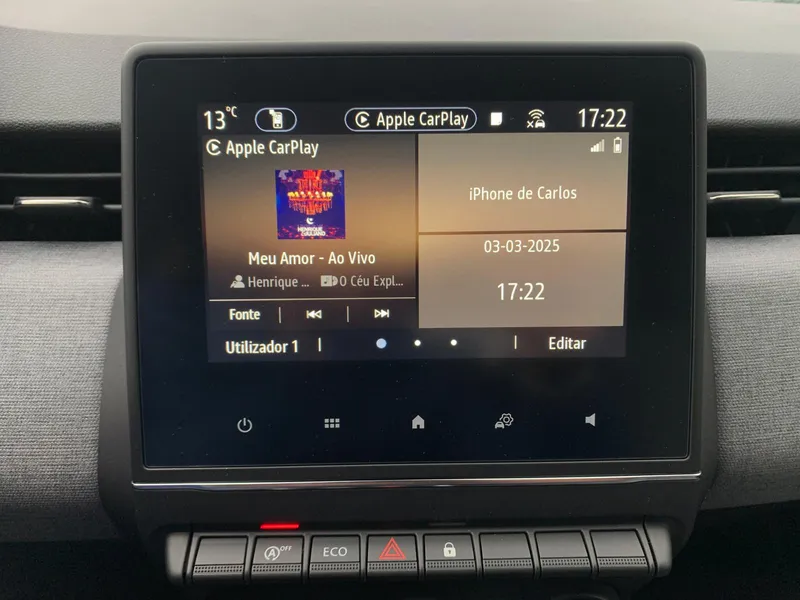 13°C Apple CarPlay 17:22
Apple CarPlay
HENRIQUE
Meu Amor - Ao Vivo
Henrique ... O Céu Expl...
Fonte
iPhone de Carlos
03-03-2025
17:22
Utilizador 1 Editar
A OFF ECO